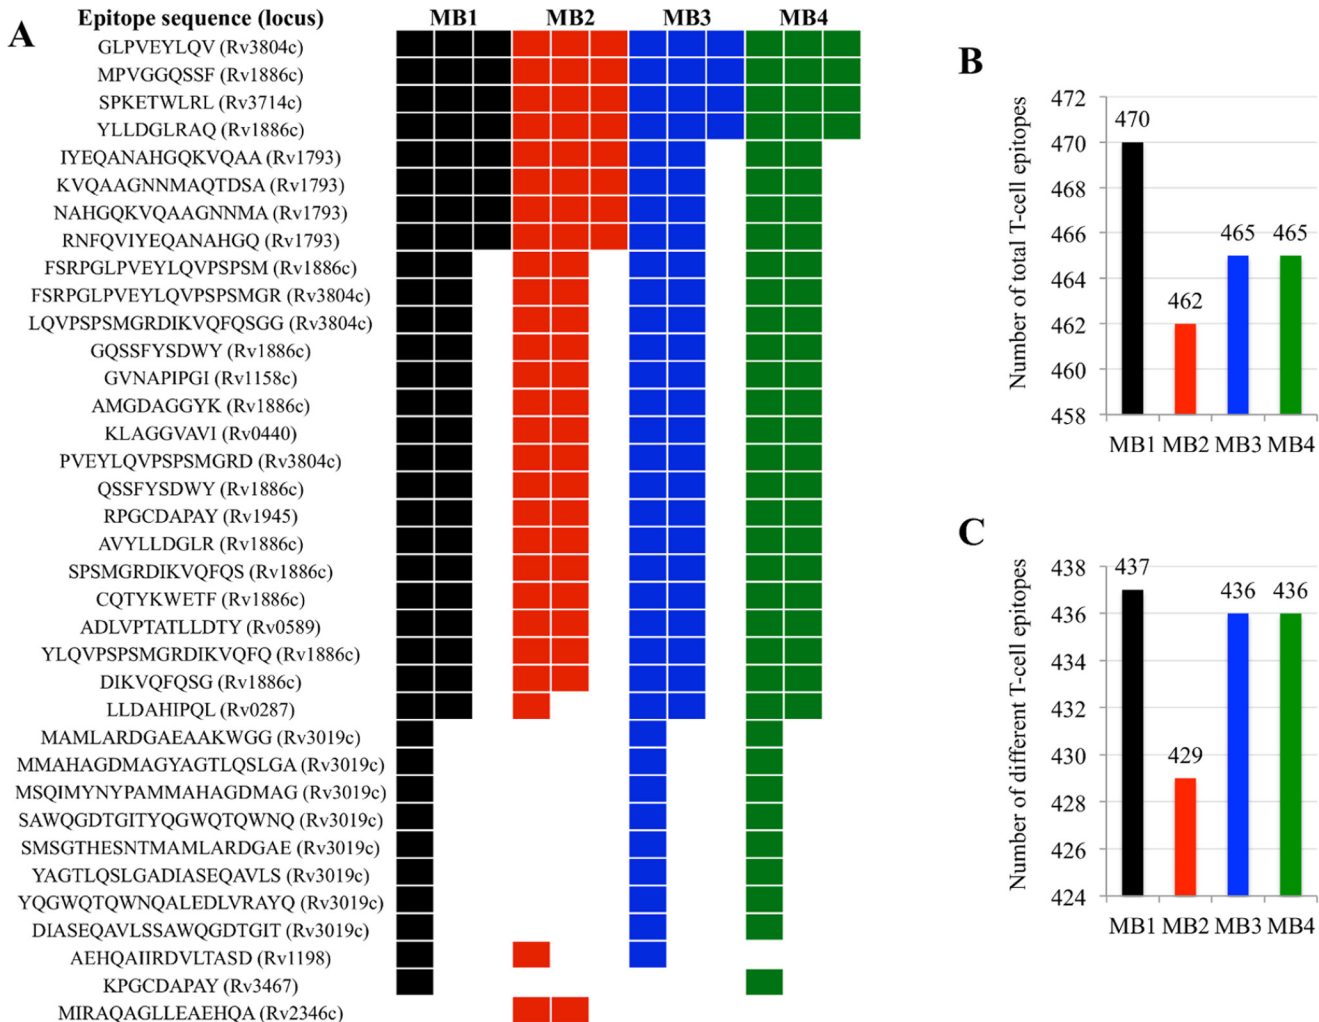 A
Epitope sequence (locus) MB1 MB2 MB3 MB4
GLPVEYLQV (Rv3804c)
MPVGGQSSF (Rv1886c)
SPKETWLRL (Rv3714c)
YLLDGLRAQ (Rv1886c)
IYEQANAHGQKVQAA (Rv1793)
KVQAAGNNMAQTDSA (Rv1793)
NAHGQKVQAAGNNMA (Rv1793)
RNFQVIYEQANAHGQ (Rv1793)
FSRPGLPVEYLQVPSPSM (Rv1886c)
FSRPGLPVEYLQVPSPSMGR (Rv3804c)
LQVPSPSMGRDIKVQFQSGG (Rv3804c)
GQSSFYSDWY (Rv1886c)
GVNAPIPGI (Rv1158c)
AMGDAGGYK (Rv1886c)
KLAGGVAVI (Rv0440)
PVEYLQVPSPSMGRD (Rv3804c)
QSSFYSDWY (Rv1886c)
RPGCDAPAY (Rv1945)
AVYLLDGLR (Rv1886c)
SPSMGRDIKVQFQS (Rv1886c)
CQTYKWETF (Rv1886c)
ADLVPTATLLDTY (Rv0589)
YLQVPSPSMGRDIKVQFQ (Rv1886c)
DIKVQFQSG (Rv1886c)
LLDAHIPQL (Rv0287)
MAMLARDGAEAAKWGG (Rv3019c)
MMAHAGDMAGYAGTLQSLGA (Rv3019c)
MSQIMYNYPAMMAHAGDMAG (Rv3019c)
SAWQGDTGITYQGWQTQWNQ (Rv3019c)
SMSGTHESNTMAMLARDGAE (Rv3019c)
YAGTLQSLGADIASEQAVLS (Rv3019c)
YQGWQTQWNQALEDLVRAYQ (Rv3019c)
DIASEQAVLSSAWQGDTGIT (Rv3019c)
AEHQAIIRDVLTASD (Rv1198)
KPGCDAPAY (Rv3467)
MIRAQAGLLEAEHQA (Rv2346c)
B
Number of total T-cell epitopes
472
470
468
466
464
462
460
458
470
462
465
465
MB1 MB2 MB3 MB4
C
Number of different T-cell epitopes
438
436
434
432
430
428
426
424
437
429
436
436
MB1 MB2 MB3 MB4